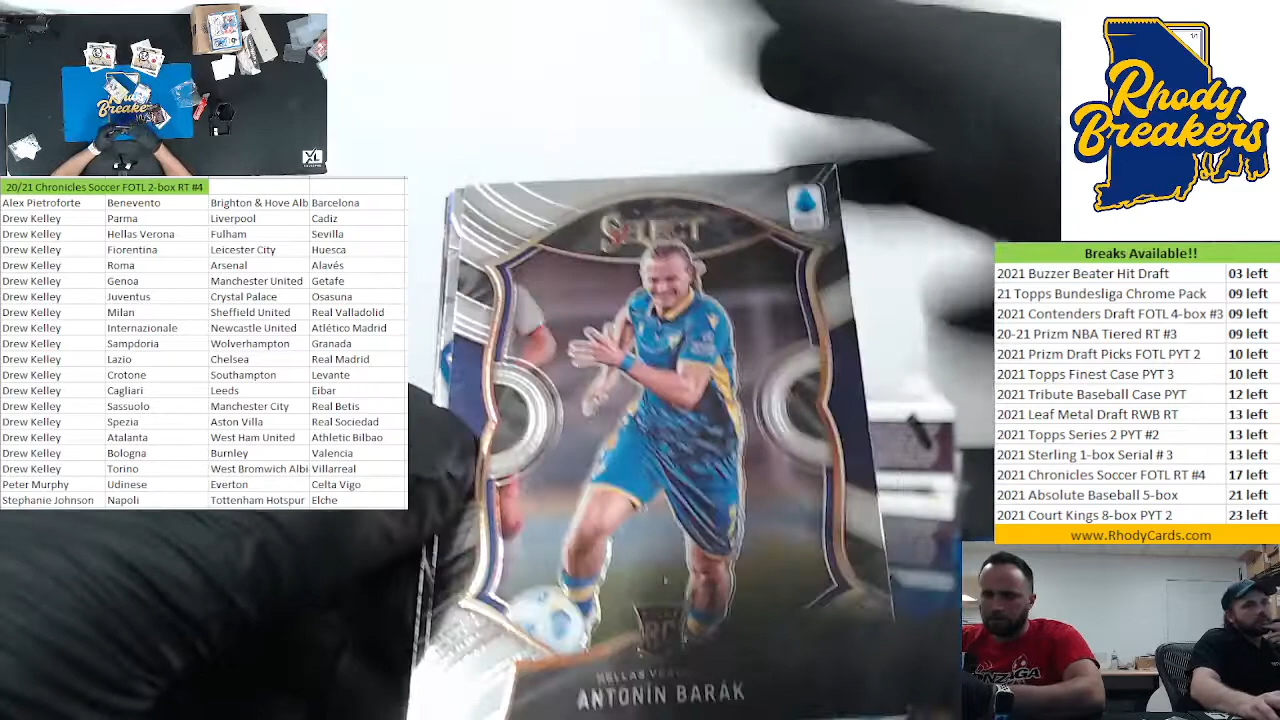 20/21 Chronicles Soccer FOTL 2-box RT #4
Alex Pietroforte Benevento Brighton & Hove Alb Barcelona
Drew Kelley Parma Liverpool Cadiz
Drew Kelley Hellas Verona Fulham Sevilla
Drew Kelley Fiorentina Leicester City Huesca
Drew Kelley Roma Arsenal Alavés
Drew Kelley Genoa Manchester United Getafe
Drew Kelley Juventus Crystal Palace Osasuna
Drew Kelley Milan Sheffield United Real Valladolid
Drew Kelley Internazionale Newcastle United Atlético Madrid
Drew Kelley Sampdoria Wolverhampton Granada
Drew Kelley Lazio Chelsea Real Madrid
Drew Kelley Crotone Southampton Levante
Drew Kelley Cagliari Leeds Eibar
Drew Kelley Sassuolo Manchester City Real Betis
Drew Kelley Spezia Aston Villa Real Sociedad
Drew Kelley Atalanta West Ham United Athletic Bilbao
Drew Kelley Bologna Burnley Valencia
Drew Kelley Torino West Bromwich Albi Villarreal
Peter Murphy Udinese Everton Celta Vigo
Stephanie Johnson Napoli Tottenham Hotspur Elche
Rhody
Breakers
XL
SELECT
RC
HELLAS VERONA
ANTONÍN BARÁK
Rhody
Breakers
Breaks Available!!
2021 Buzzer Beater Hit Draft 03 left
21 Topps Bundesliga Chrome Pack 09 left
2021 Contenders Draft FOTL 4-box #3 09 left
20-21 Prizm NBA Tiered RT #3 09 left
2021 Prizm Draft Picks FOTL PYT 2 10 left
2021 Topps Finest Case PYT 3 10 left
2021 Tribute Baseball Case PYT 12 left
2021 Leaf Metal Draft RWB RT 13 left
2021 Topps Series 2 PYT #2 13 left
2021 Sterling 1-box Serial # 3 13 left
2021 Chronicles Soccer FOTL RT #4 17 left
2021 Absolute Baseball 5-box 21 left
2021 Court Kings 8-box PYT 2 23 left
www.RhodyCards.com